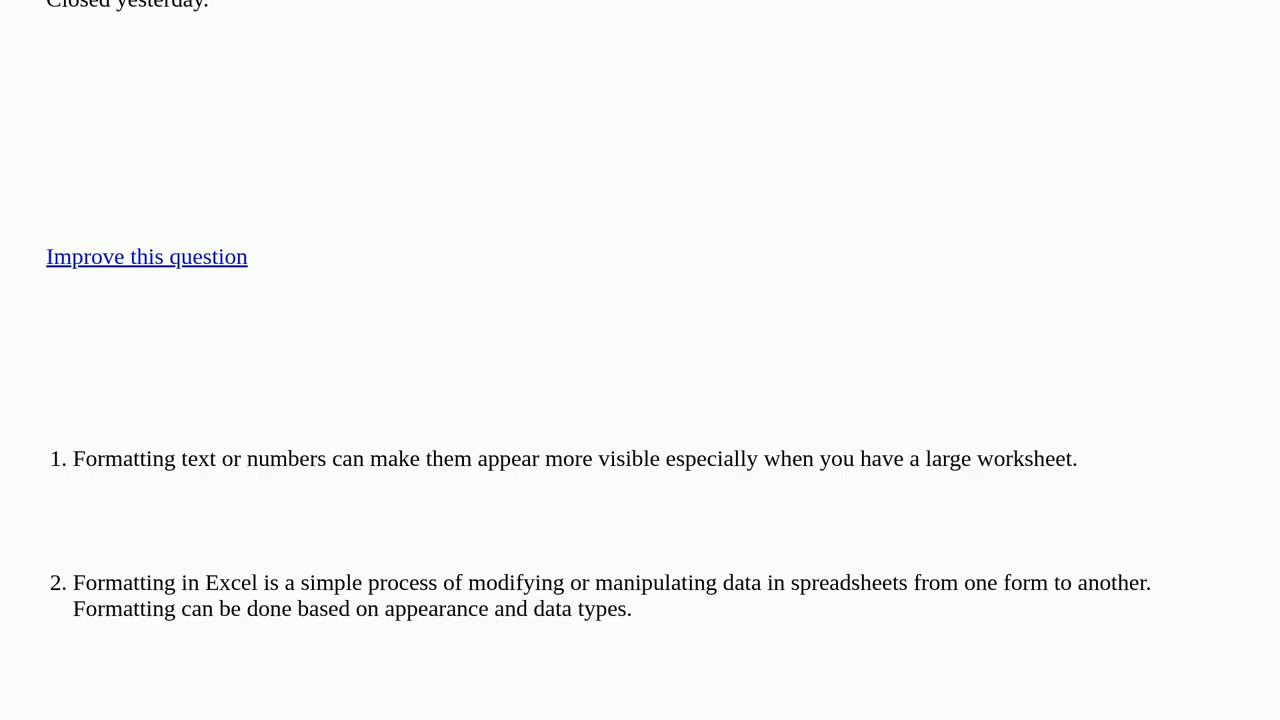 Closed yesterday.
Improve this question
1. Formatting text or numbers can make them appear more visible especially when you have a large worksheet.
2. Formatting in Excel is a simple process of modifying or manipulating data in spreadsheets from one form to another.
Formatting can be done based on appearance and data types.